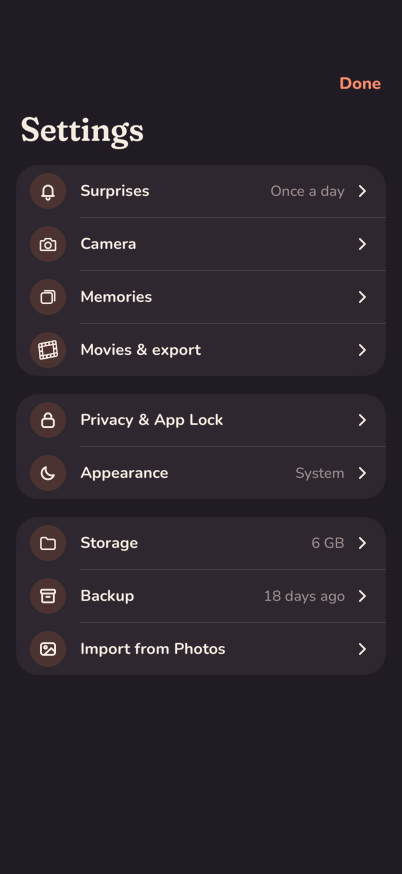 Done
Settings
Surprises Once a day
Camera
Memories
Movies & export
Privacy & App Lock
Appearance System
Storage 6 GB
Backup 18 days ago
Import from Photos